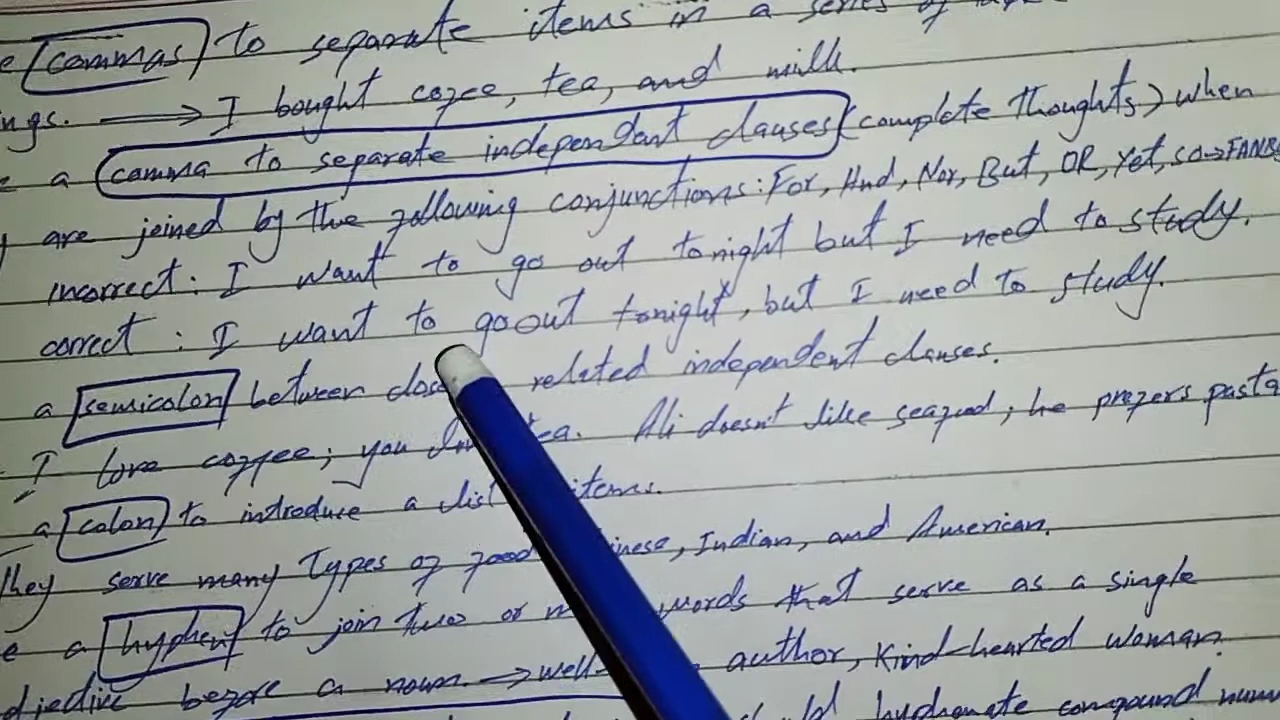 commas to separate items in a series of
ngs. → I bought cozee, tea, and milk.
a comma to separate independent clauses (complete thoughts) when
are joined by the following conjunctions: For, And, Nor, But, OR, Yet, so → FANB
incorrect: I want to go out tonight but I need to study.
correct : I want to go out tonight, but I need to study.
a semicolon between close related independent clauses.
I love coffee; you tea. Ali doesn't like seafood; he prefers pasta
a colon to introduce a list items.
They serve many types of food inese, Indian, and American.
a hyphen to join two or words that serve as a single
djective before a noun. → well- author, Kind-hearted woman.
hyphenate compound num